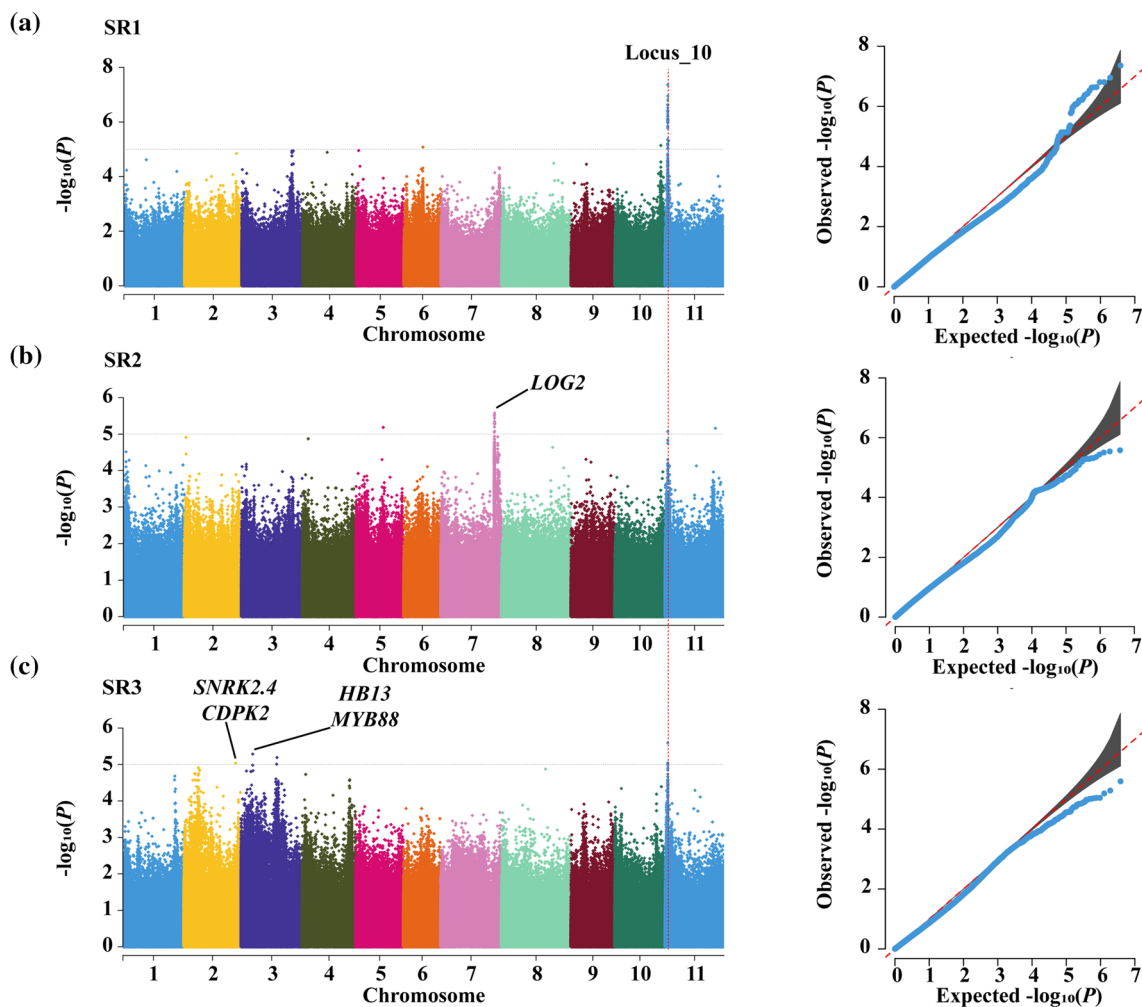 (a)
SR1
Locus_10
8
6
4
2
0
-log₁₀(P)
1 2 3 4 5 6 7 8 9 10 11
Chromosome
8
6
4
2
0
Observed -log₁₀(P)
0 1 2 3 4 5 6 7
Expected -log₁₀(P)
(b)
SR2
LOG2
6
5
4
3
2
1
0
-log₁₀(P)
1 2 3 4 5 6 7 8 9 10 11
Chromosome
8
6
4
2
0
Observed -log₁₀(P)
0 1 2 3 4 5 6 7
Expected -log₁₀(P)
(c)
SR3
SNRK2.4
CDPK2
HB13
MYB88
6
5
4
3
2
1
0
-log₁₀(P)
1 2 3 4 5 6 7 8 9 10 11
Chromosome
8
6
4
2
0
Observed -log₁₀(P)
0 1 2 3 4 5 6 7
Expected -log₁₀(P)